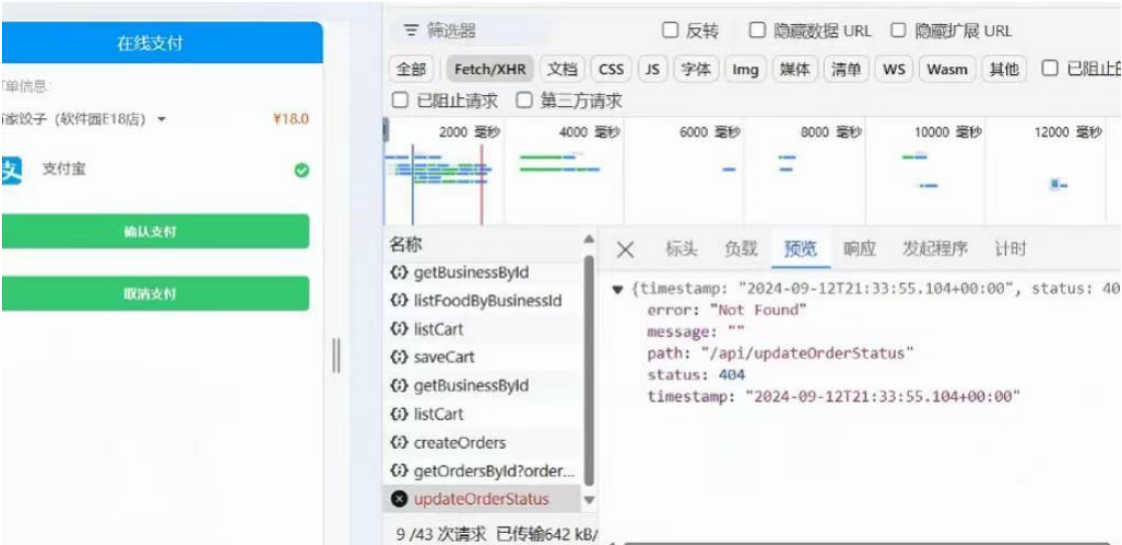 在线支付
订单信息:
家饺子（软件园E18店）
¥18.0
支付宝
确认支付
取消支付
筛选器
反转
隐藏数据 URL
隐藏扩展 URL
全部
Fetch/XHR
文档
CSS
JS
字体
Img
媒体
清单
WS
Wasm
其他
已阻止
已阻止请求
第三方请求
2000 毫秒
4000 毫秒
6000 毫秒
8000 毫秒
10000 毫秒
12000 毫秒
名称
getBusinessById
listFoodByBusinessId
listCart
saveCart
getBusinessById
listCart
createOrders
getOrdersById?order...
updateOrderStatus
9 /43 次请求 已传输642 kB/
标头
负载
预览
响应
发起程序
计时
{timestamp: "2024-09-12T21:33:55.104+00:00", status: 40
error: "Not Found"
message: ""
path: "/api/updateOrderStatus"
status: 404
timestamp: "2024-09-12T21:33:55.104+00:00"